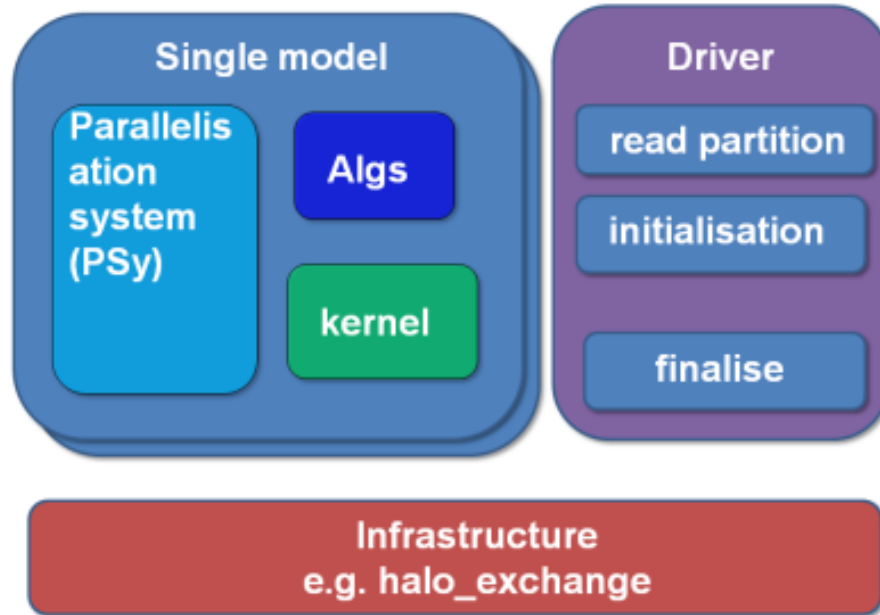 Single model
Parallelis
ation
system
(PSy)
Algs
kernel
Driver
read partition
initialisation
finalise
Infrastructure
e.g. halo_exchange